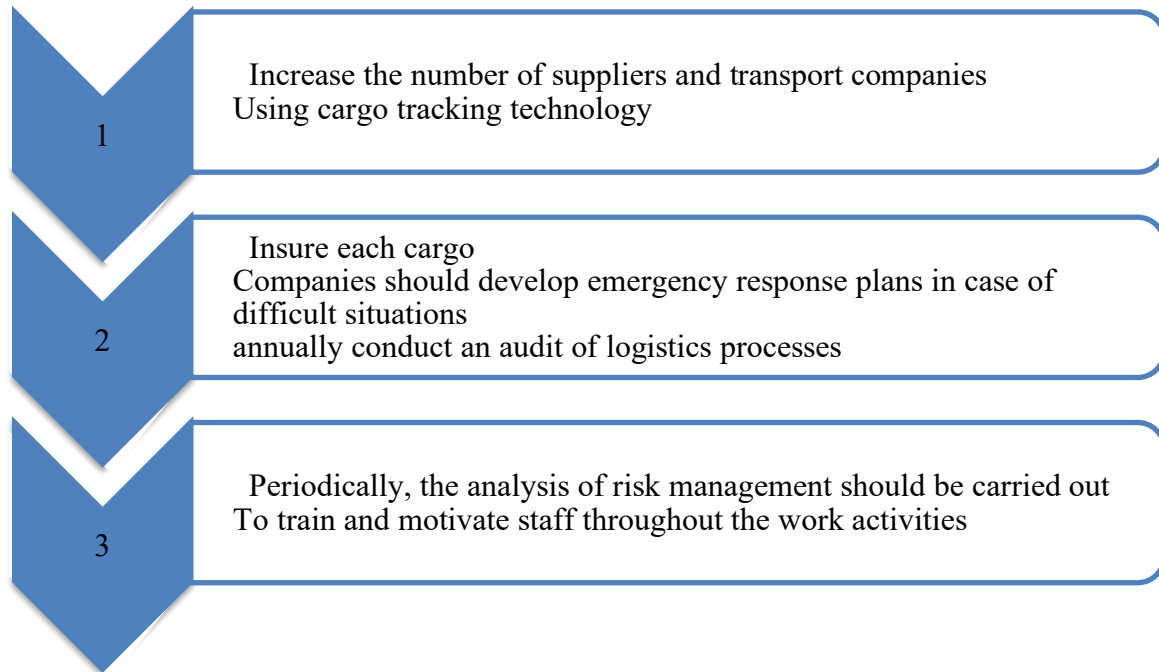 1
Increase the number of suppliers and transport companies
Using cargo tracking technology
2
Insure each cargo
Companies should develop emergency response plans in case of
difficult situations
annually conduct an audit of logistics processes
3
Periodically, the analysis of risk management should be carried out
To train and motivate staff throughout the work activities